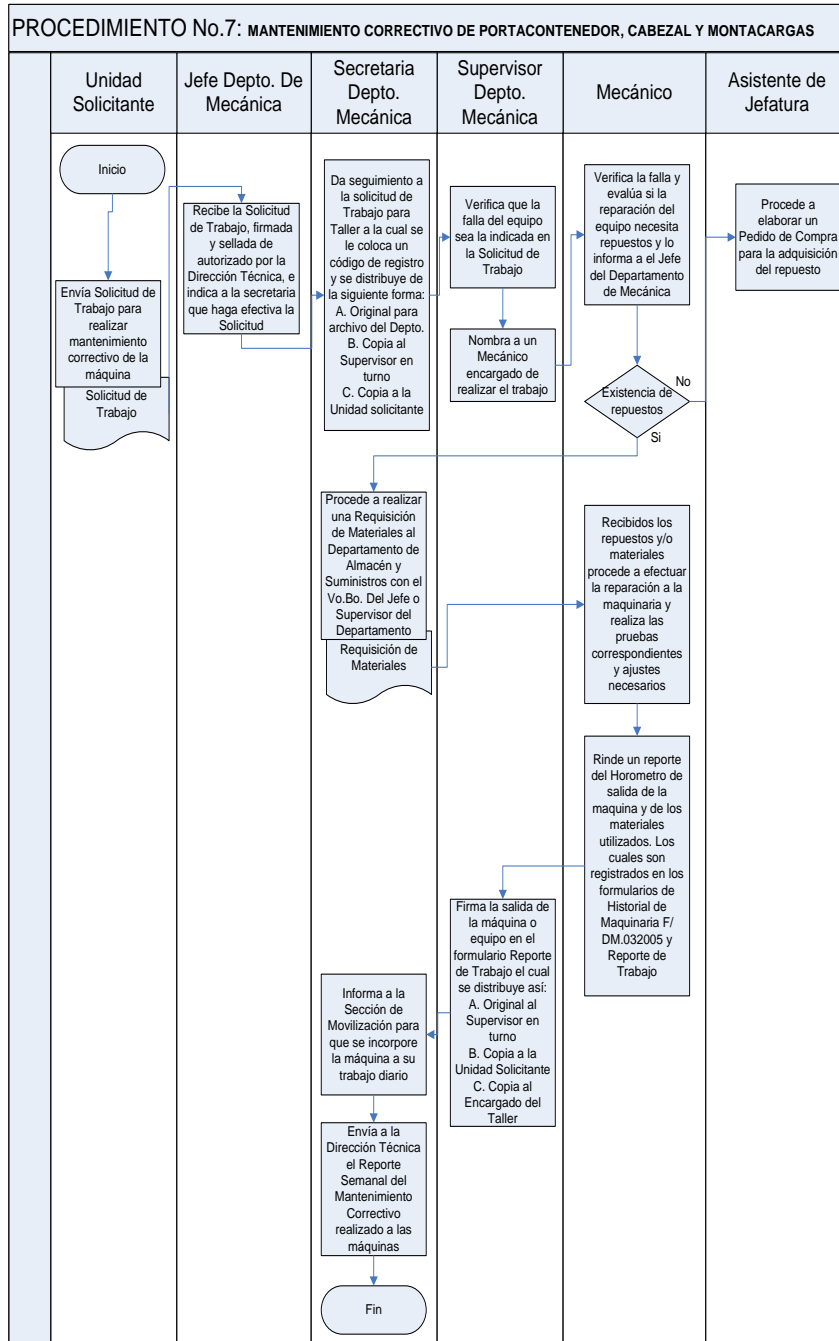 PROCEDIMIENTO No.7: MANTENIMIENTO CORRECTIVO DE PORTACONTENEDOR, CABEZAL Y MONTACARGAS
Unidad
Solicitante
Jefe Depto. De
Mecánica
Secretaria
Depto.
Mecánica
Supervisor
Depto.
Mecánica
Mecánico
Asistente de
Jefatura
Inicio
Envía Solicitud de
Trabajo para
realizar
mantenimiento
correctivo de la
máquina
Solicitud de
Trabajo
Recibe la Solicitud
de Trabajo, firmada
y sellada de
autorizado por la
Dirección Técnica, e
indica a la secretaria
que haga efectiva la
Solicitud
Da seguimiento a
la solicitud de
Trabajo para
Taller a la cual se
le coloca un
código de registro
y se distribuye de
la siguiente forma:
A. Original para
archivo del Depto.
B. Copia al
Supervisor en
turno
C. Copia a la
Unidad solicitante
Verifica que la
falla del equipo
sea la indicada en
la Solicitud de
Trabajo
Nombra a un
Mecánico
encargado de
realizar el trabajo
Verifica la falla y
evalúa si la
reparación del
equipo necesita
repuestos y lo
informa a el Jefe
del Departamento
de Mecánica
Existencia de
repuestos
No
Si
Procede a
elaborar un
Pedido de Compra
para la adquisición
del repuesto
Procede a realizar
una Requisición
de Materiales al
Departamento de
Almacén y
Suministros con el
Vo.Bo. Del Jefe o
Supervisor del
Departamento
Requisición de
Materiales
Recibidos los
repuestos y/o
materiales
procede a efectuar
la reparación a la
maquinaria y
realiza las
pruebas
correspondientes
y ajustes
necesarios
Rinde un reporte
del Horometro de
salida de la
maquina y de los
materiales
utilizados. Los
cuales son
registrados en los
formularios de
Historial de
Maquinaria F/
DM.032005 y
Reporte de
Trabajo
Firma la salida de
la máquina o
equipo en el
formulario Reporte
de Trabajo el cual
se distribuye así:
A. Original al
Supervisor en
turno
B. Copia a la
Unidad Solicitante
C. Copia al
Encargado del
Taller
Informa a la
Sección de
Movilización para
que se incorpore
la máquina a su
trabajo diario
Envía a la
Dirección Técnica
el Reporte
Semanal del
Mantenimiento
Correctivo
realizado a las
máquinas
Fin